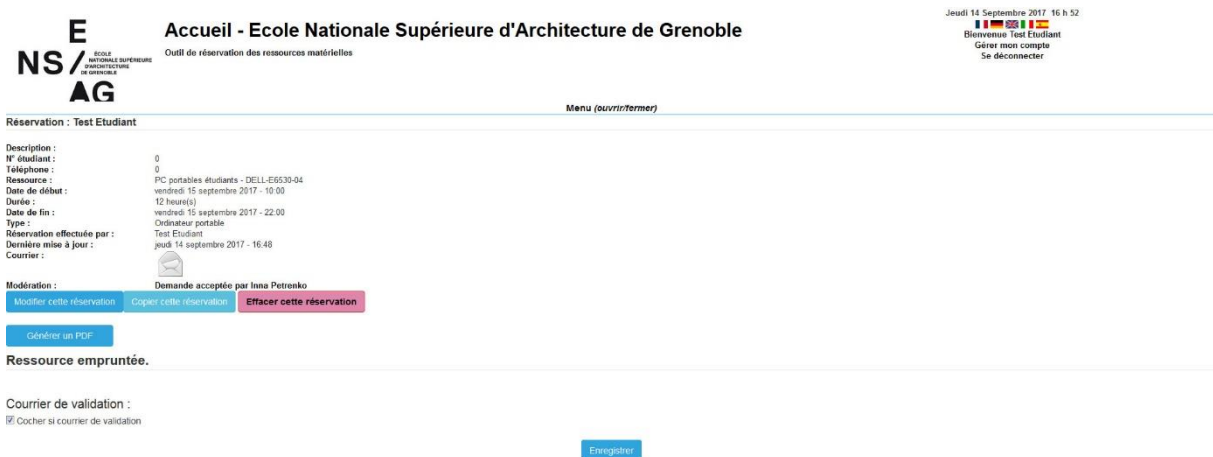 E
NS/AG
ÉCOLE
NATIONALE SUPÉRIEURE
D'ARCHITECTURE
DE GRENOBLE
Accueil - Ecole Nationale Supérieure d'Architecture de Grenoble
Outil de réservation des ressources matérielles
Jeudi 14 Septembre 2017 16 h 52
Bienvenue Test Etudiant
Gérer mon compte
Se déconnecter
Menu (ouvrir/fermer)
Réservation : Test Etudiant
Description :
N° étudiant : 0
Téléphone : 0
Ressource : PC portables étudiants - DELL-E6530-04
Date de début : vendredi 15 septembre 2017 - 10:00
Durée : 12 heure(s)
Date de fin : vendredi 15 septembre 2017 - 22:00
Type : Ordinateur portable
Réservation effectuée par : Test Etudiant
Dernière mise à jour : jeudi 14 septembre 2017 - 16:48
Courrier :
Modération : Demande acceptée par Inna Petrenko
Modifier cette réservation Copier cette réservation Effacer cette réservation
Générer un PDF
Ressource empruntée.
Courrier de validation :
Cocher si courrier de validation
Enregistrer